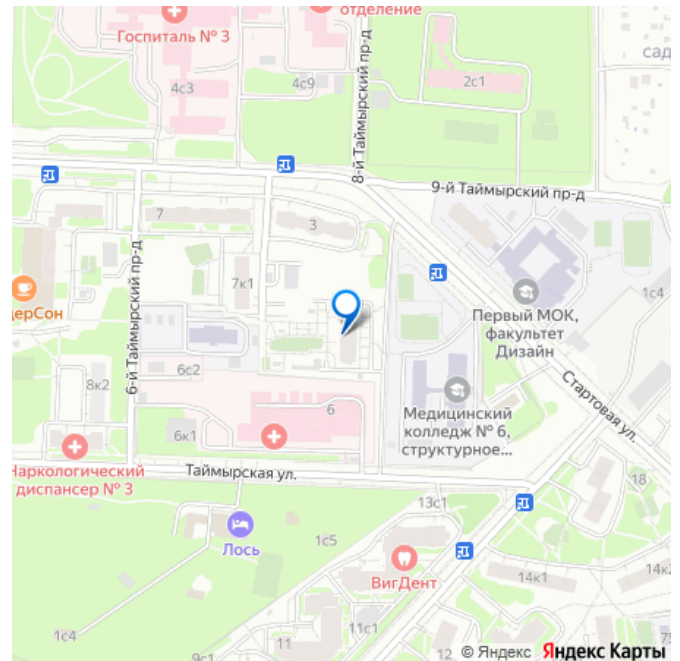 отделение
Госпиталь № 3
4с3
4с9
2с1
сад
8-й Таймырский пр-д
9-й Таймырский пр-д
7
3
6-й Таймырский пр-д
7к1
1с4
дерСон
Первый МОК,
факультет
Дизайн
6с2
8к2
6
6к1
Медицинский
колледж № 6,
структурное...
Стартовая ул.
Наркологический
диспансер № 3
Таймырская ул.
18
13с1
Лось
1с5
ВигДент
14к1
14к2
1с4
11
11с1
9с1
75
© Яндекс Яндекс Карты